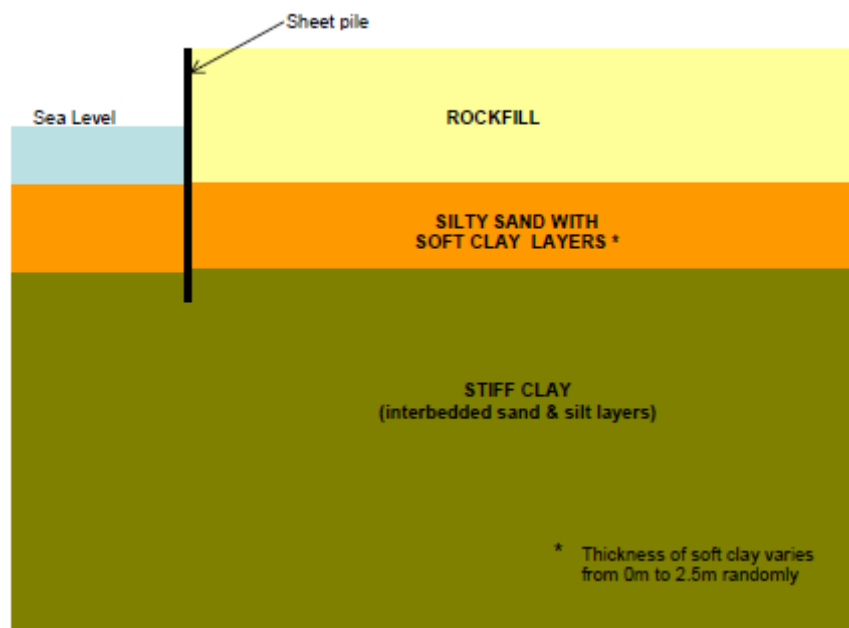 Sheet pile
Sea Level
ROCKFILL
SILTY SAND WITH
SOFT CLAY LAYERS *
STIFF CLAY
(interbedded sand & silt layers)
* Thickness of soft clay varies
from 0m to 2.5m randomly